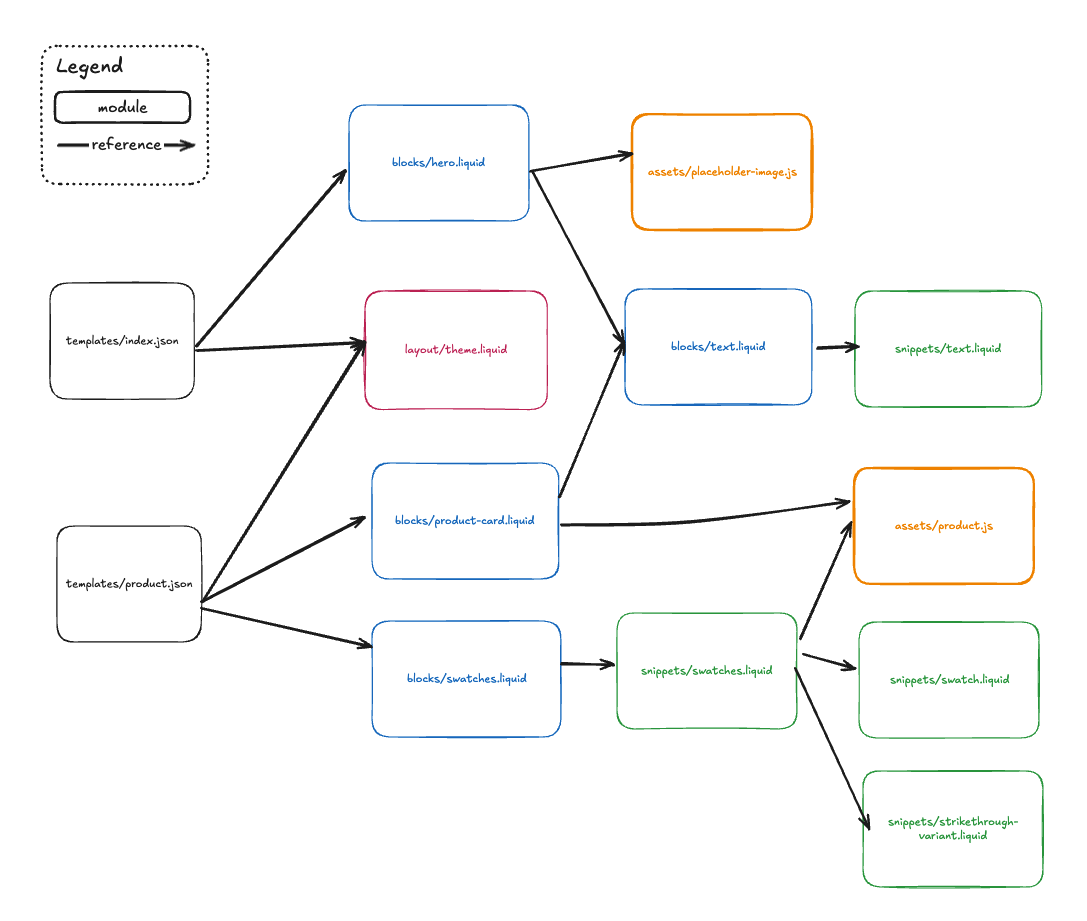 Legend
module
reference
blocks/hero.liquid
assets/placeholder-image.js
templates/index.json
layout/theme.liquid
blocks/text.liquid
snippets/text.liquid
blocks/product-card.liquid
assets/product.js
templates/product.json
blocks/swatches.liquid
snippets/swatches.liquid
snippets/swatch.liquid
snippets/strikethrough-
variant.liquid